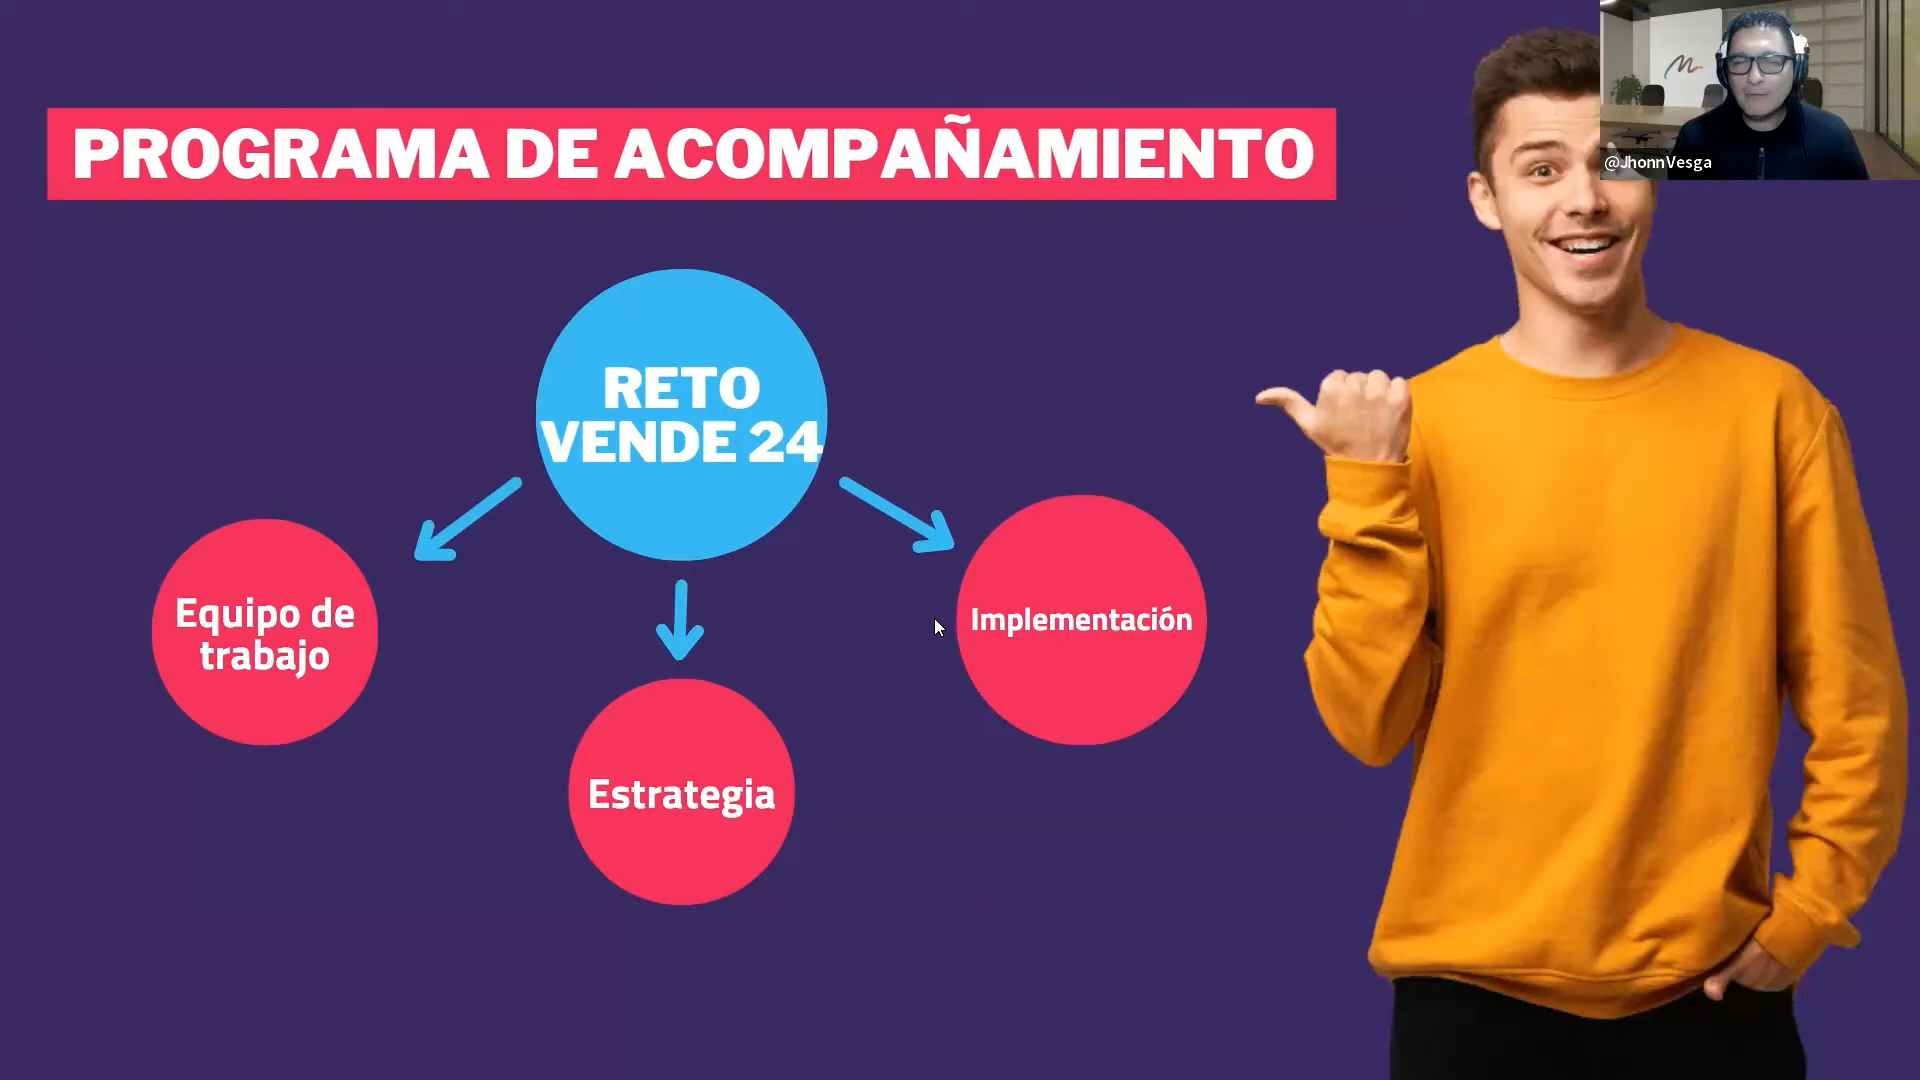 PROGRAMA DE ACOMPAÑAMIENTO
@JhonnVesga
RETO
VENDE 24
Equipo de
trabajo
Implementación
Estrategia